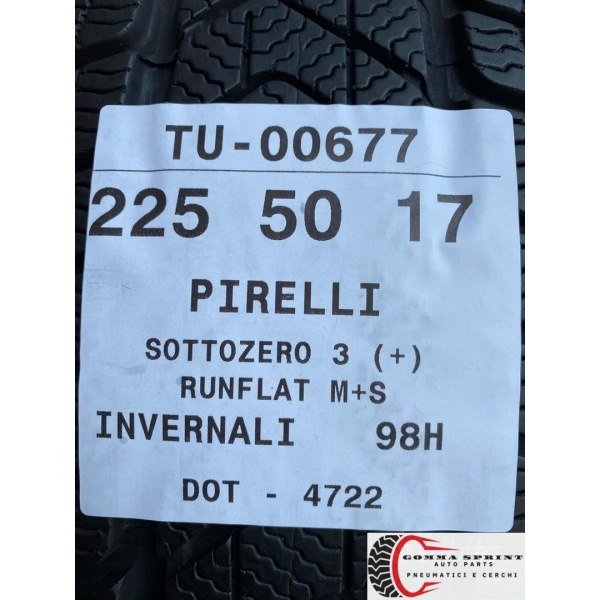 TU-00677
225 50 17
PIRELLI
SOTTOZERO 3 (+)
RUNFLAT M+S
INVERNALI 98H
DOT - 4722
GOMMA SPRINT
AUTO PARTS
PNEUMATICI E CERCHI